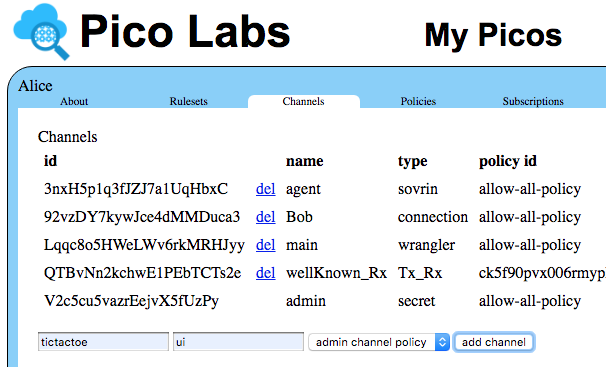 Pico Labs My Picos
Alice
About Rulesets Channels Policies Subscriptions
Channels
id name type policy id
3nxH5p1q3fJZJ7a1UqHbxC del agent sovrin allow-all-policy
92vzDY7kywJce4dMMDuca3 del Bob connection allow-all-policy
Lqqc8o5HWeLWv6rkMRHJyy del main wrangler allow-all-policy
QTBvNn2kchwE1PEbTCTs2e del wellKnown_Rx Tx_Rx ck5f90pvx006rmyp
V2c5cu5vazrEejvX5fUzPy admin secret allow-all-policy
tictactoe ui admin channel policy add channel